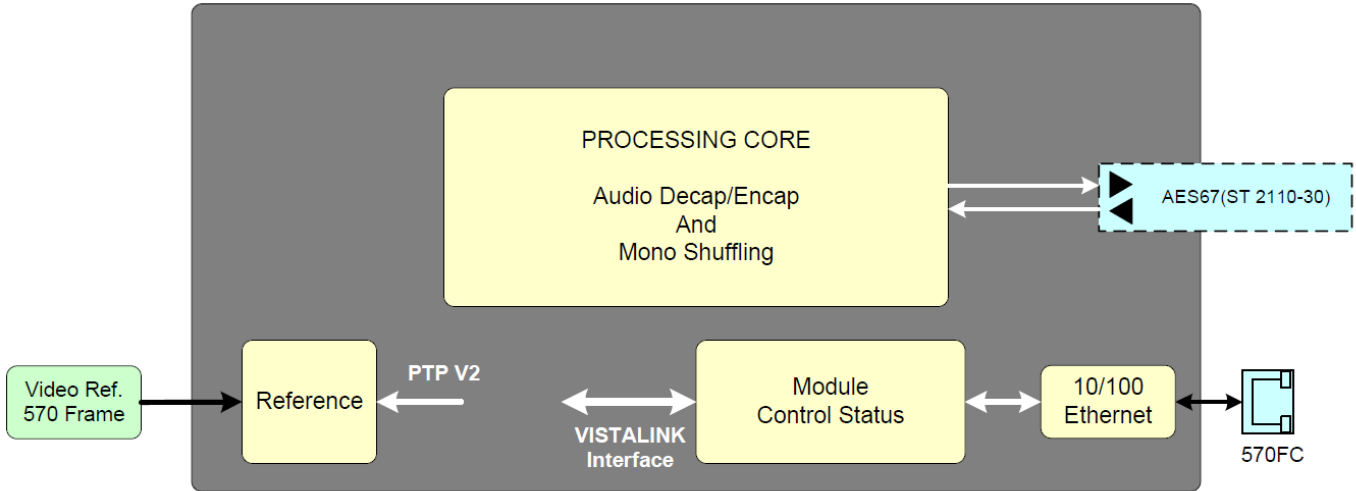 PROCESSING CORE
Audio Decap/Encap
And
Mono Shuffling
AES67(ST 2110-30)
Video Ref.
570 Frame
Reference
PTP V2
VISTALINK
Interface
Module
Control Status
10/100
Ethernet
570FC